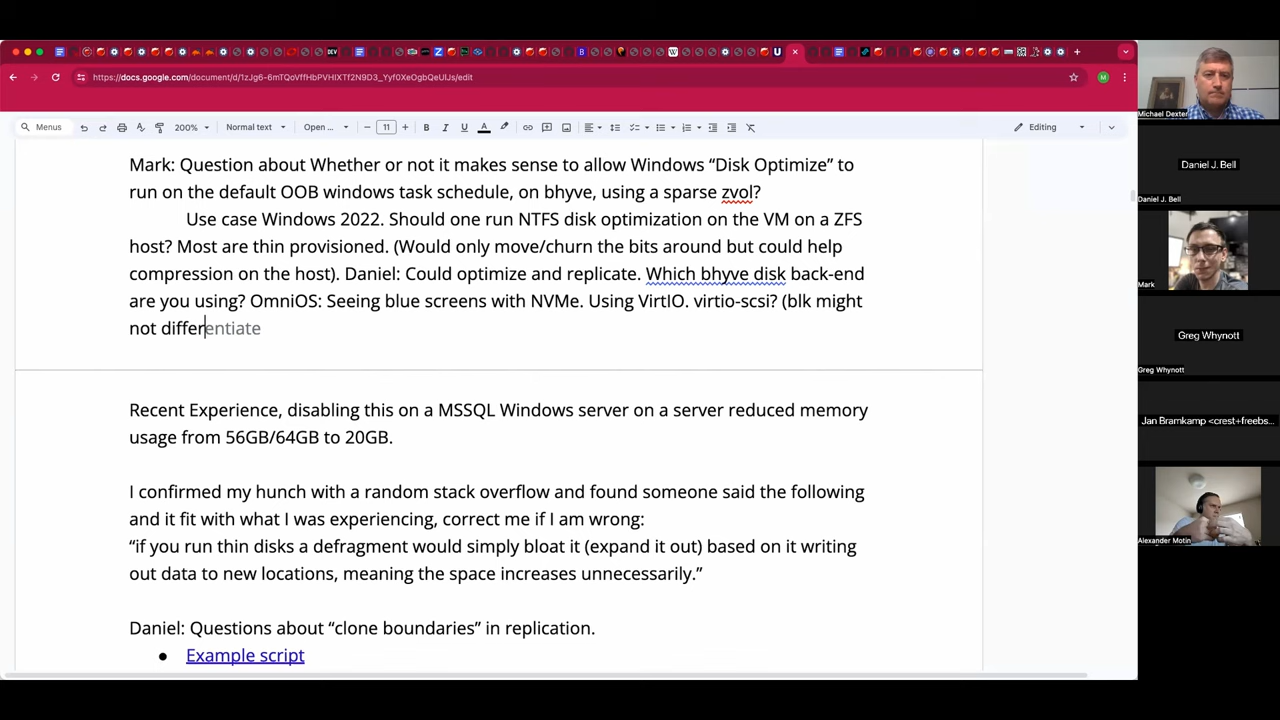 https://docs.google.com/document/d/1zJg6-6mTQoVffHbPVHIXTf2N9D3_Yyf0XeOgbQeUIJs/edit
M
Menus
200%
Normal text
Open ...
11
B I U A
Editing
Mark: Question about Whether or not it makes sense to allow Windows “Disk Optimize” to
run on the default OOB windows task schedule, on bhyve, using a sparse zvol?
Use case Windows 2022. Should one run NTFS disk optimization on the VM on a ZFS
host? Most are thin provisioned. (Would only move/churn the bits around but could help
compression on the host). Daniel: Could optimize and replicate. Which bhyve disk back-end
are you using? OmniOS: Seeing blue screens with NVMe. Using VirtIO. virtio-scsi? (blk might
not differentiate
Recent Experience, disabling this on a MSSQL Windows server on a server reduced memory
usage from 56GB/64GB to 20GB.
I confirmed my hunch with a random stack overflow and found someone said the following
and it fit with what I was experiencing, correct me if I am wrong:
“if you run thin disks a defragment would simply bloat it (expand it out) based on it writing
out data to new locations, meaning the space increases unnecessarily.”
Daniel: Questions about “clone boundaries” in replication.
● Example script
Michael Dexter
Daniel J. Bell
Daniel J. Bell
Mark
Greg Whynott
Greg Whynott
Jan Bramkamp <crest+freebs...
Alexander Motin